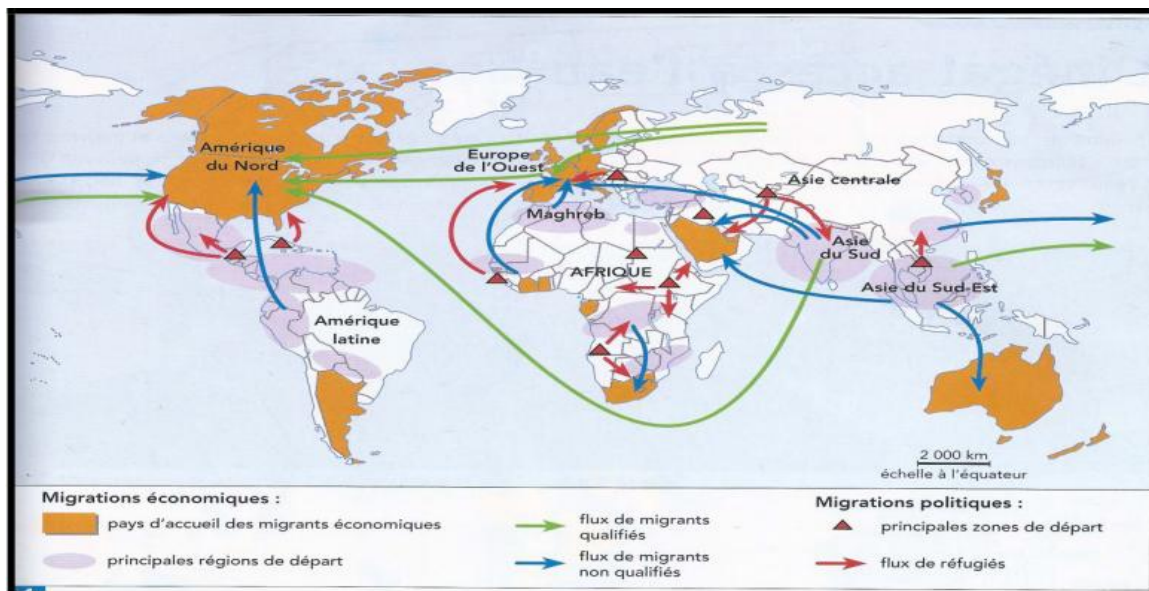 Amérique
du Nord
Europe
de l'Ouest
Asie centrale
Maghreb
Asie
du Sud
AFRIQUE
Asie du Sud-Est
Amérique
latine
2 000 km
échelle à l'équateur
Migrations économiques :
pays d'accueil des migrants économiques
principales régions de départ
flux de migrants
qualifiés
flux de migrants
non qualifiés
Migrations politiques :
principales zones de départ
flux de réfugiés